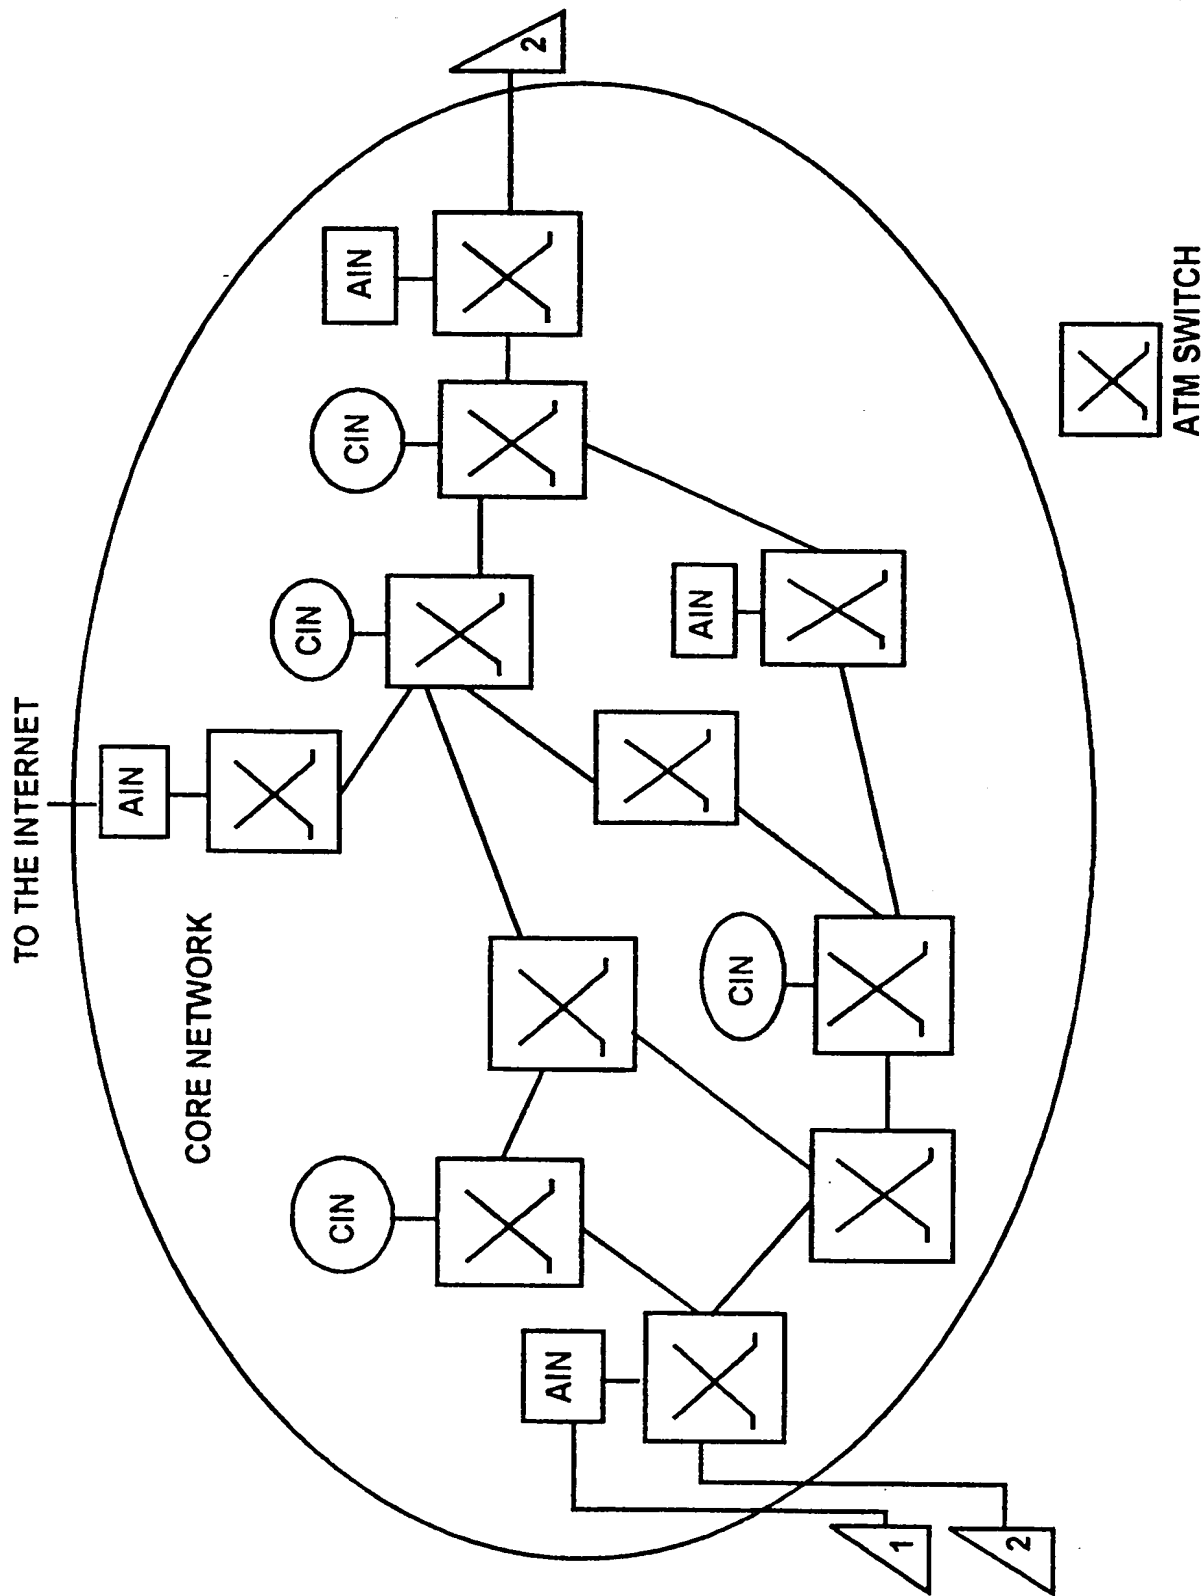 TO THE INTERNET
AIN
CORE NETWORK
CIN
CIN
CIN
AIN
2
AIN
AIN
CIN
1
2
ATM SWITCH